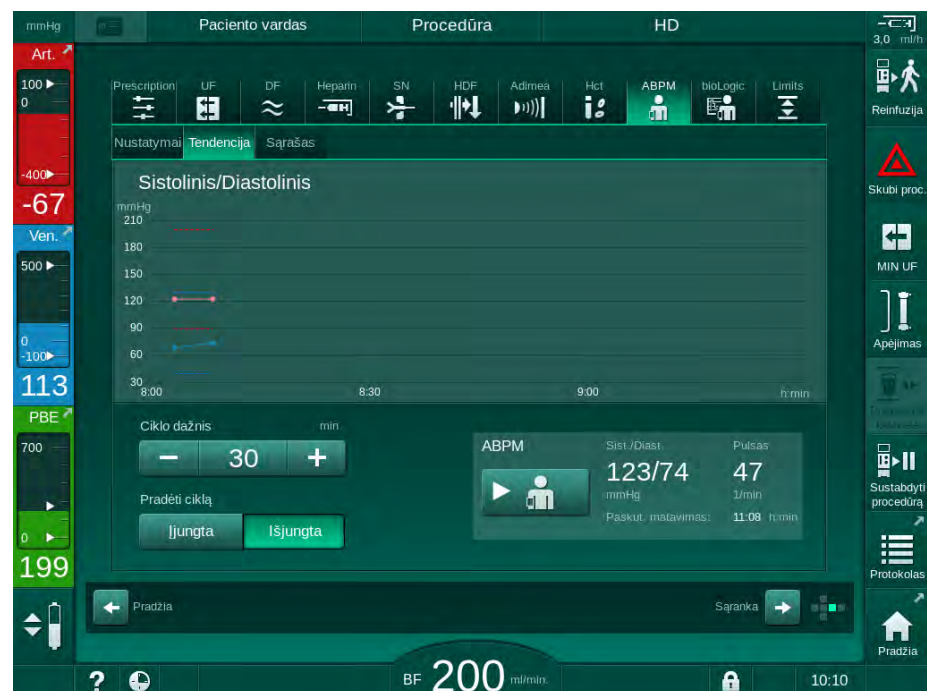 mmHg
Paciento vardas
Procedūra
HD
3,0 ml/h
Art.
100
0
-400
-67
Ven.
500
0
-100
113
PBE
700
0
199
Prescription
UF
DF
Heparin
SN
HDF
Adimea
Hct
ABPM
bioLogic
Limits
Nustatymai
Tendencija
Sąrašas
Sistolinis/Diastolinis
mmHg
210
180
150
120
90
60
30
8:00
8:30
9:00
h:min
Ciklo dažnis
min
30
Pradėti ciklą
Įjungta
Išjungta
ABPM
Sist./Diast.
Pulsas
123/74
47
mmHg
1/min
Paskut. matavimas:
11:08 h:min
Pradžia
Sąranka
Reinfuzija
Skubi proc.
MIN UF
Apėjimas
Sustabdyti
procedūrą
Protokolas
Pradžia
?
BF 200 ml/min.
10:10